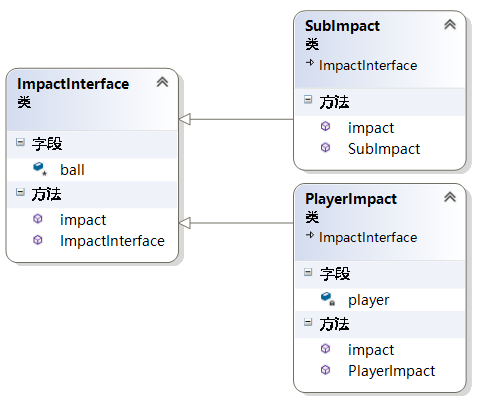 ImpactInterface
类
字段
ball
方法
impact
ImpactInterface
SubImpact
类
ImpactInterface
方法
impact
SubImpact
PlayerImpact
类
ImpactInterface
字段
player
方法
impact
PlayerImpact